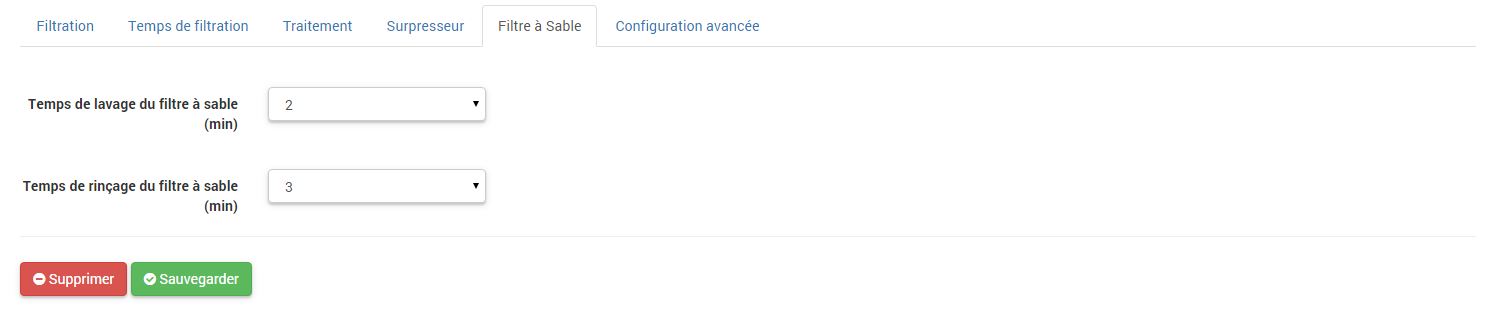 Filtration Temps de filtration Traitement Surpresseur Filtre à Sable Configuration avancée
Temps de lavage du filtre à sable
(min)
2
Temps de rinçage du filtre à sable
(min)
3
Supprimer Sauvegarder